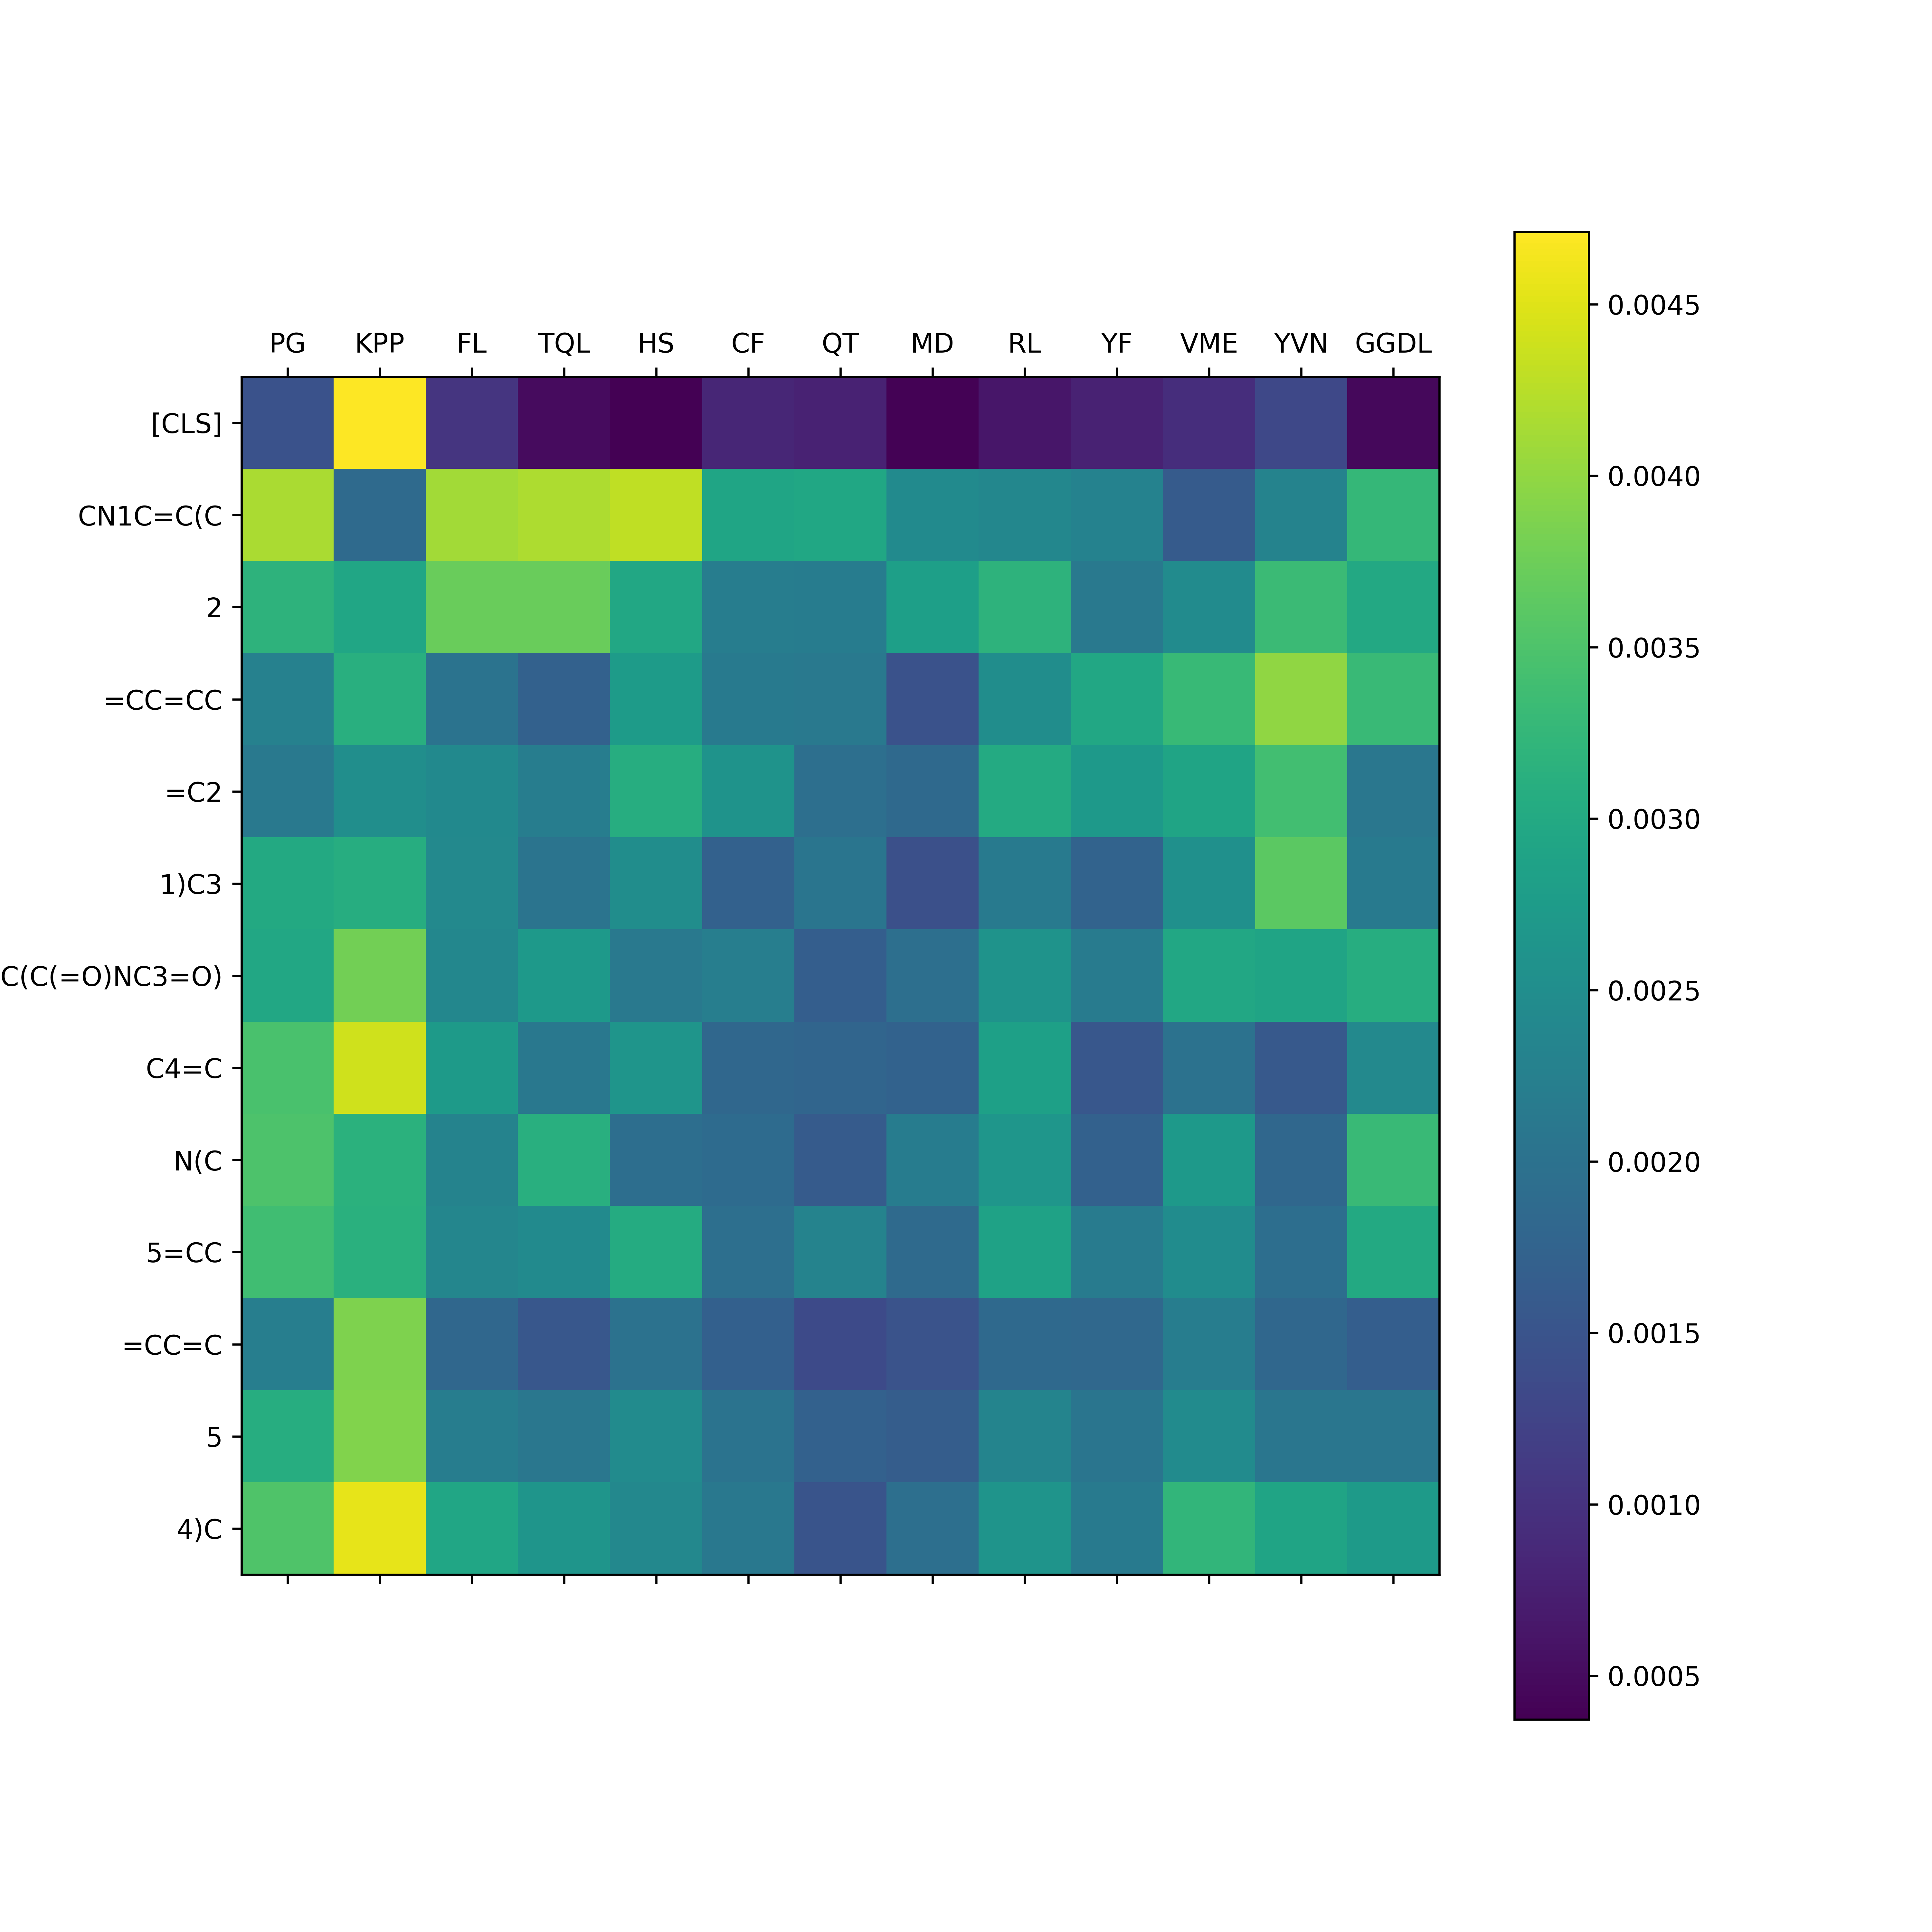 PG KPP FL TQL HS CF QT MD RL YF VME YVN GGDL
[CLS]
CN1C=C(C
2
=CC=CC
=C2
1)C3
C(C(=O)NC3=O)
C4=C
N(C
5=CC
=CC=C
5
4)C
0.0045
0.0040
0.0035
0.0030
0.0025
0.0020
0.0015
0.0010
0.0005